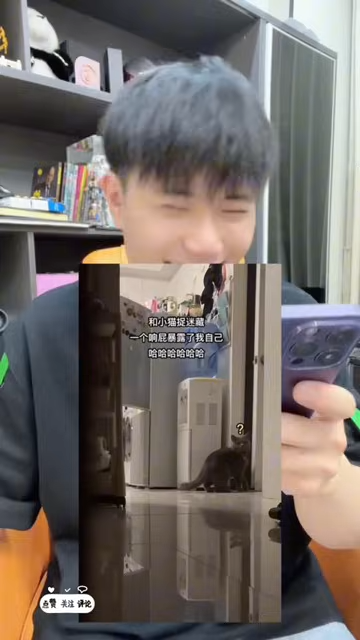 和小猫捉迷藏
一个响屁暴露了我自己
哈哈哈哈哈哈
?
点赞 关注 评论